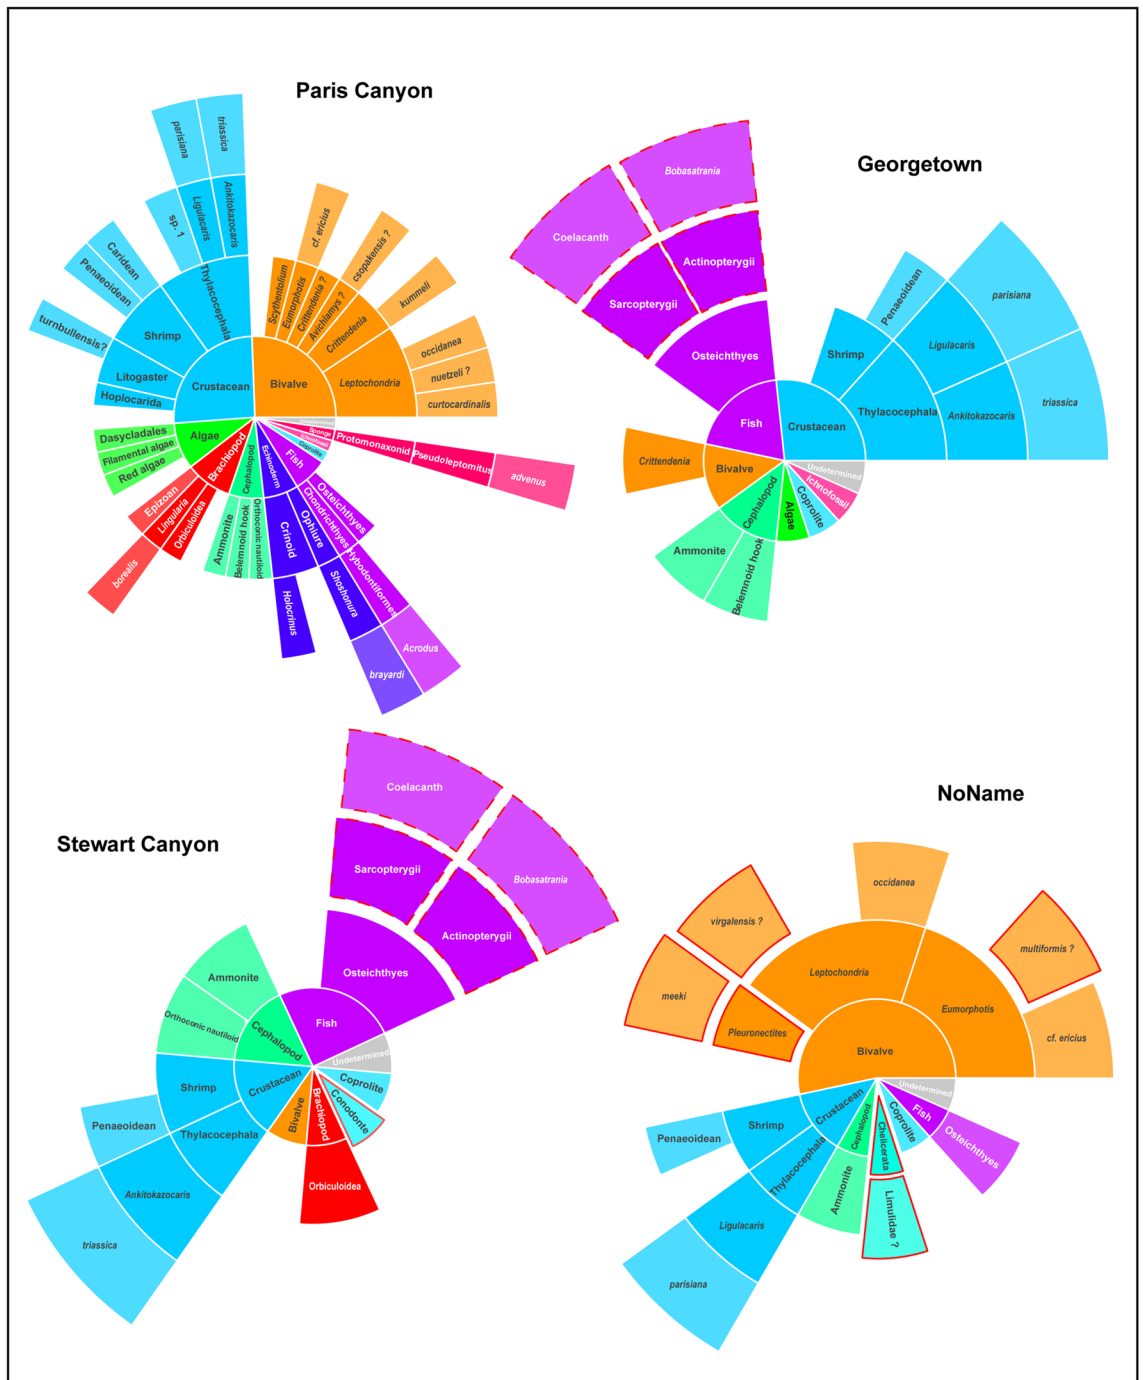 Paris Canyon
parisiana
triassica
sp. 1
Ligulacaris
Ankitokazocaris
Caridean
Penaeoidean
turnbullensis?
Thylacocephala
Shrimp
Litogaster
Hoplocarida
Crustacean
cf. ericius
csopakensis ?
kummeli
Scythentolium
Eumorphotis
Crittendenia ?
Avichlamys ?
Crittendenia
Leptochondria
Bivalve
occidanea
nuetzeli ?
curtocardinalis
Dasycladales
Filamental algae
Red algae
Algae
Brachiopod
Epizoan
Lingularia
Orbiculoidea
borealis
Cephalopod
Ammonite
Belemnoid hook
Orthoconic nautiloid
Echinoderm
Crinoid
Ophiure
Holocrinus
Shoshonura
brayardi
Fish
Osteichthyes
Chondrichthyes
Hybodontiformes
Acrodus
Coprolite
Ichnofossil
Sponge
Protomonaxonid
Pseudoleptomitus
advenus
Georgetown
Bobasatrania
Coelacanth
Actinopterygii
Sarcopterygii
Osteichthyes
Fish
Crustacean
Shrimp
Penaeoidean
Thylacocephala
Ligulacaris
parisiana
Ankitokazocaris
triassica
Crittendenia
Bivalve
Cephalopod
Ammonite
Belemnoid hook
Algae
Coprolite
Ichnofossil
Undetermined
Stewart Canyon
Coelacanth
Bobasatrania
Sarcopterygii
Actinopterygii
Osteichthyes
Fish
Ammonite
Orthoconic nautiloid
Cephalopod
Undetermined
Coprolite
Conodonte
Crustacean
Shrimp
Penaeoidean
Thylacocephala
Ankitokazocaris
triassica
Bivalve
Brachiopod
Orbiculoidea
NoName
occidanea
virgalensis ?
multiformis ?
meeki
Leptochondria
Eumorphotis
Pleuronectites
cf. ericius
Bivalve
Undetermined
Fish
Osteichthyes
Coprolite
Chelicerata
Limulidae ?
Cephalopod
Ammonite
Crustacean
Shrimp
Penaeoidean
Thylacocephala
Ligulacaris
parisiana